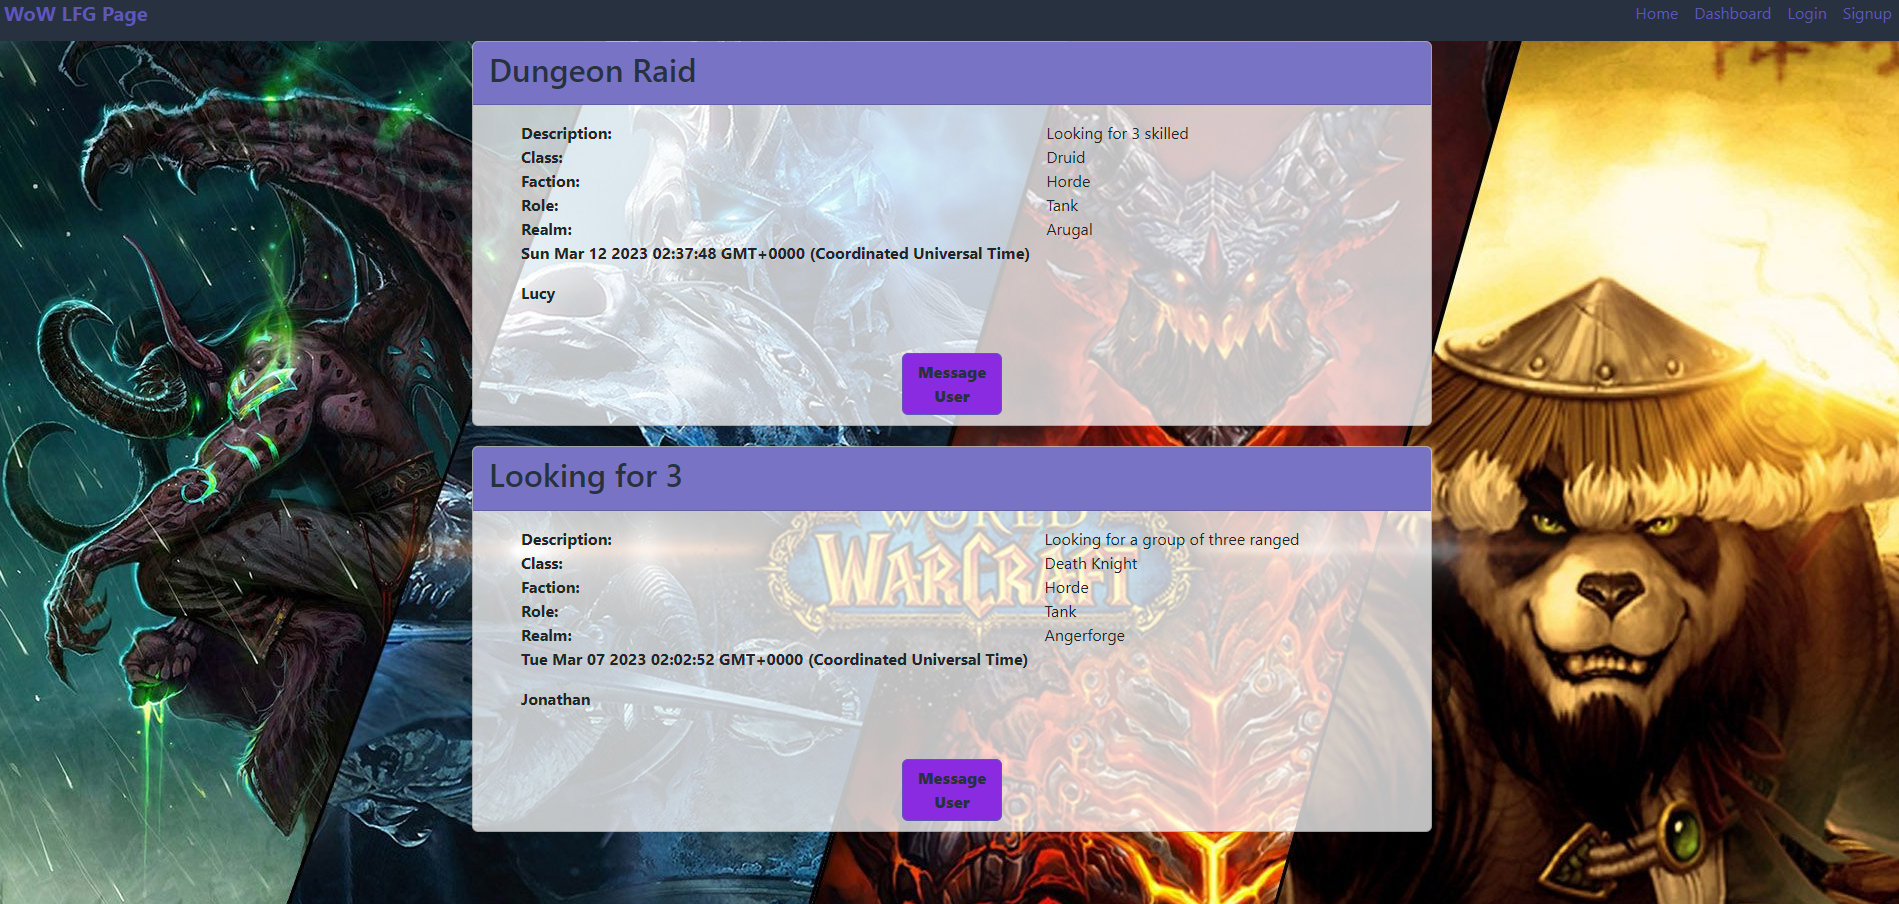 WoW LFG Page
Home Dashboard Login Signup
Dungeon Raid
Description: Looking for 3 skilled
Class: Druid
Faction: Horde
Role: Tank
Realm: Arugal
Sun Mar 12 2023 02:37:48 GMT+0000 (Coordinated Universal Time)
Lucy
Message
User
Looking for 3
WORLD
WARCRAFT
Description: Looking for a group of three ranged
Class: Death Knight
Faction: Horde
Role: Tank
Realm: Angerforge
Tue Mar 07 2023 02:02:52 GMT+0000 (Coordinated Universal Time)
Jonathan
Message
User